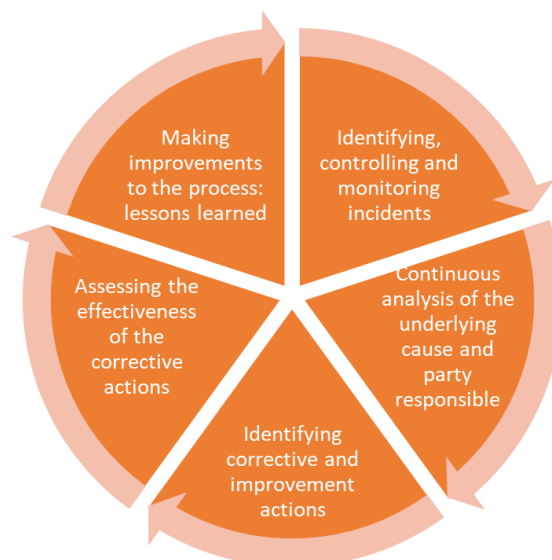 Making
improvements
to the process:
lessons learned
Identifying,
controlling and
monitoring
incidents
Continuous
analysis of the
underlying
cause and
party
responsible
Identifying
corrective and
improvement
actions
Assessing the
effectiveness
of the
corrective
actions